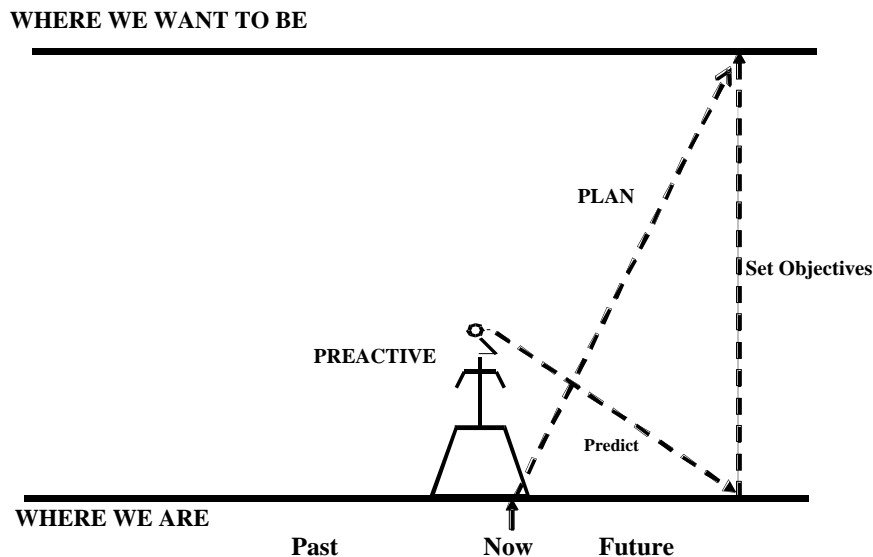 WHERE WE WANT TO BE
PLAN
Set Objectives
PREACTIVE
Predict
WHERE WE ARE
Past Now Future